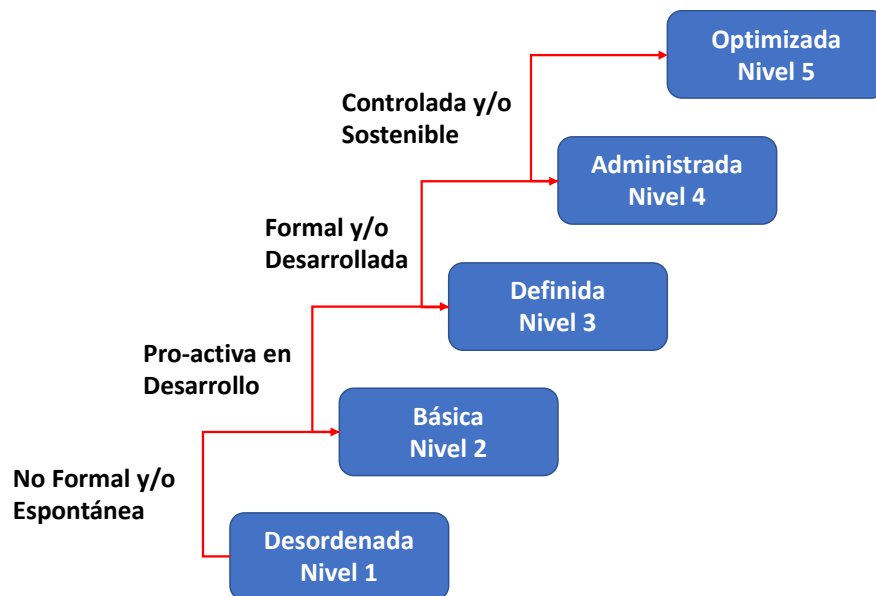 Optimizada
Nivel 5
Controlada y/o
Sostenible
Administrada
Nivel 4
Formal y/o
Desarrollada
Definida
Nivel 3
Pro-activa en
Desarrollo
Básica
Nivel 2
No Formal y/o
Espontánea
Desordenada
Nivel 1